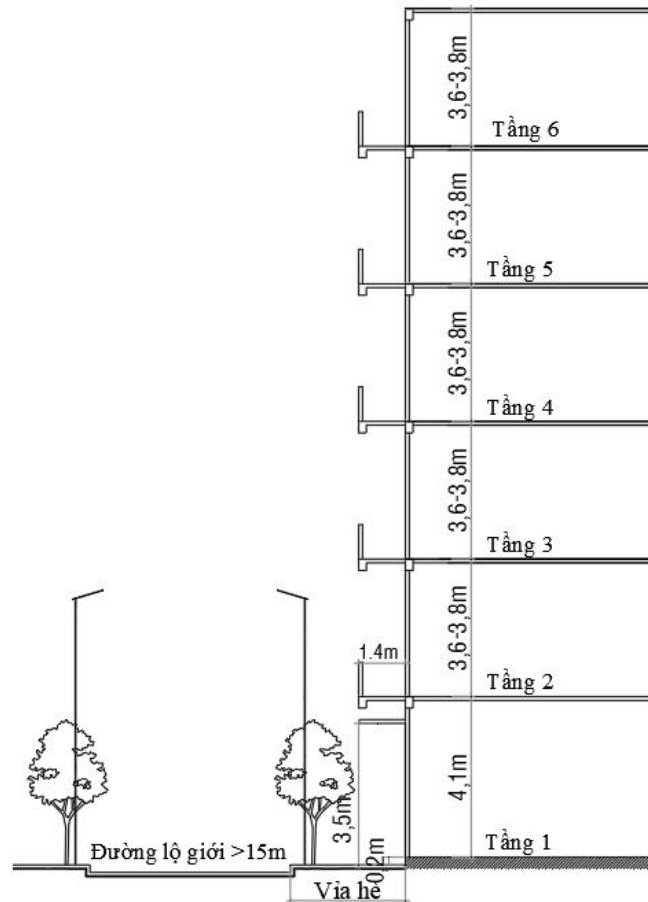 3,6-3,8m
Tầng 6
3,6-3,8m
Tầng 5
3,6-3,8m
Tầng 4
3,6-3,8m
Tầng 3
3,6-3,8m
1.4m
Tầng 2
4,1m
3,5m
Đường lộ giới >15m
Tầng 1
0,2m
Vỉa hè